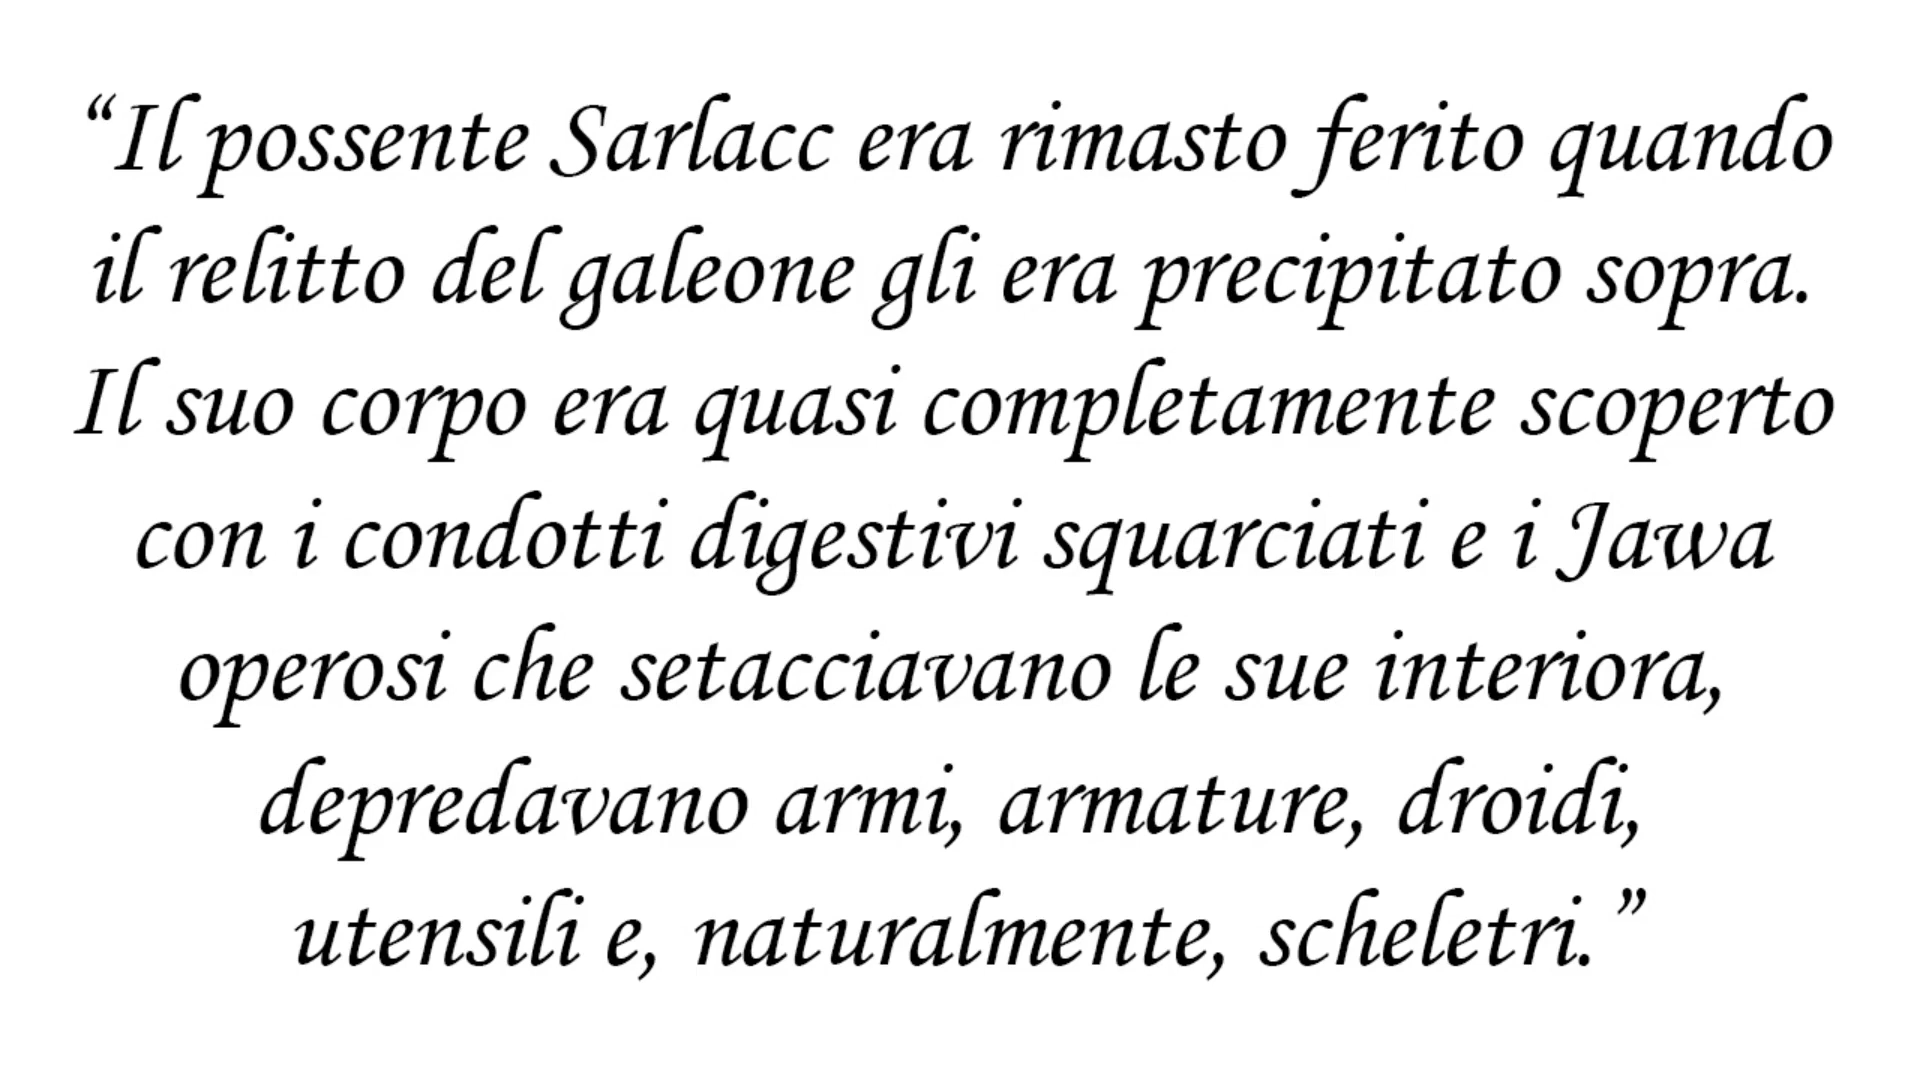 “Il possente Sarlacc era rimasto ferito quando
il relitto del galeone gli era precipitato sopra.
Il suo corpo era quasi completamente scoperto
con i condotti digestivi squarciati e i Jawa
operosi che setacciavano le sue interiora,
depredavano armi, armature, droidi,
utensili e, naturalmente, scheletri.”